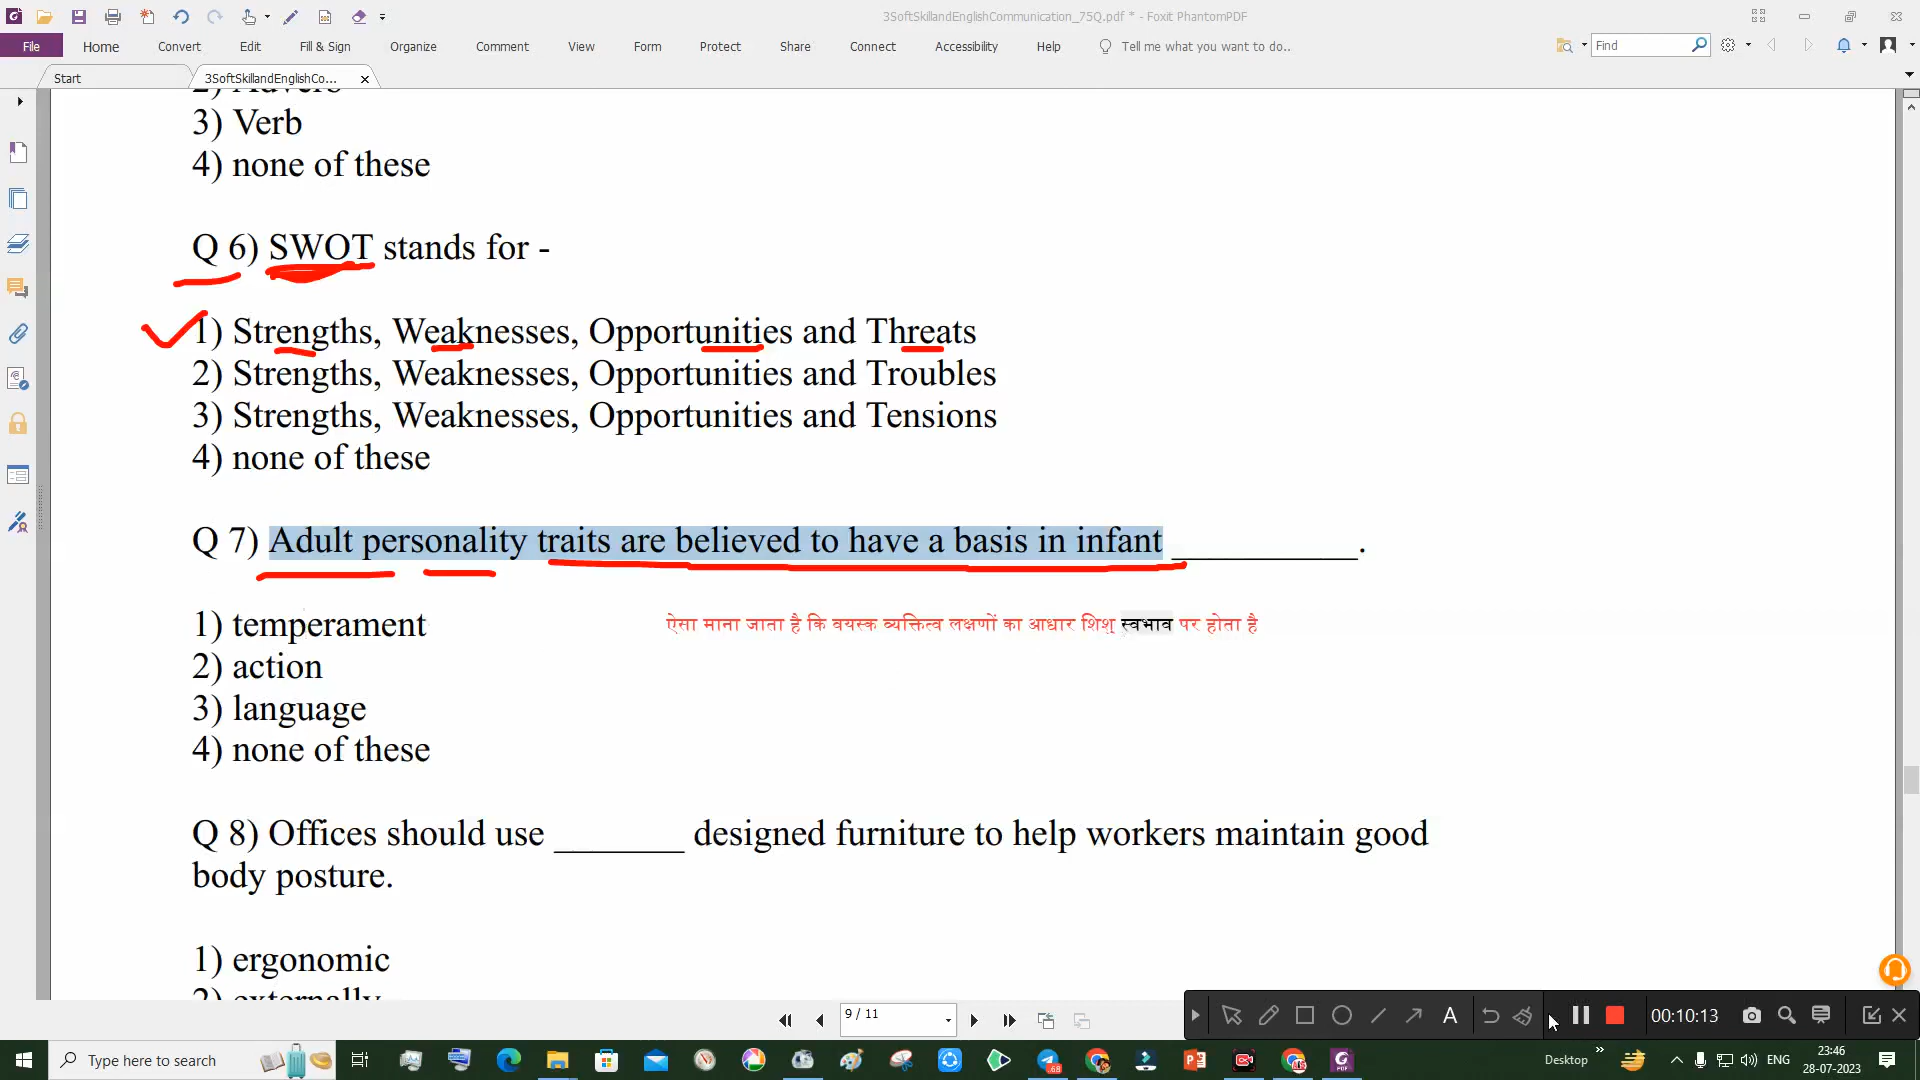 3SoftSkillandEnglishCommunication_75Q.pdf * - Foxit PhantomPDF
File Home Convert Edit Fill & Sign Organize Comment View Form Protect Share Connect Accessibility Help Tell me what you want to do.. Find
Start 3SoftSkillandEnglishCo...
2) Adverb
3) Verb
4) none of these
Q 6) SWOT stands for -
1) Strengths, Weaknesses, Opportunities and Threats
2) Strengths, Weaknesses, Opportunities and Troubles
3) Strengths, Weaknesses, Opportunities and Tensions
4) none of these
Q 7) Adult personality traits are believed to have a basis in infant __________.
1) temperament
ऐसा माना जाता है कि वयस्क व्यक्तित्व लक्षणों का आधार शिशु स्वभाव पर होता है
2) action
3) language
4) none of these
Q 8) Offices should use _______ designed furniture to help workers maintain good
body posture.
1) ergonomic
2) externally
9 / 11
00:10:13
Type here to search
Desktop
ENG
23:46
28-07-2023